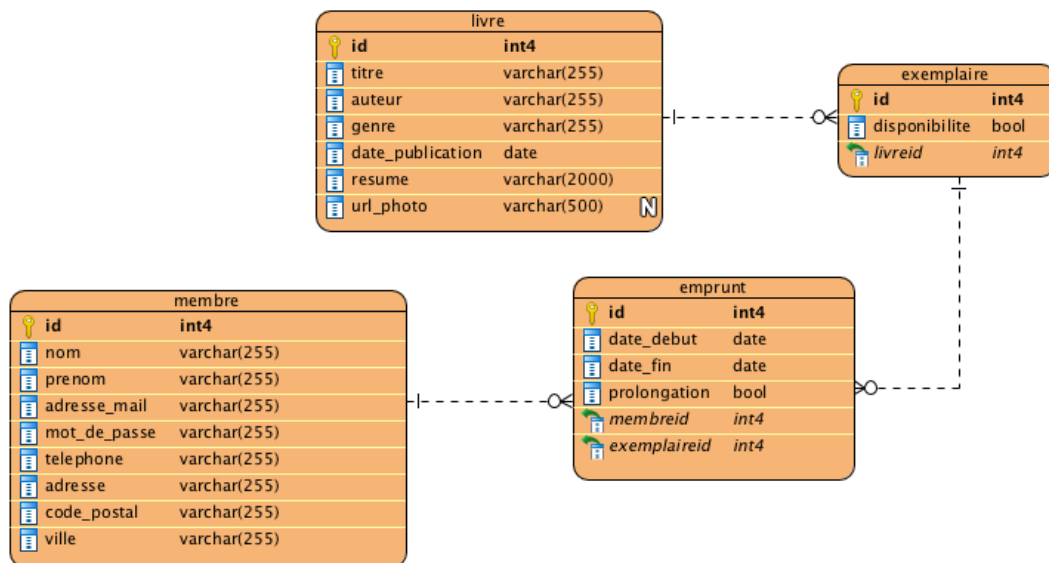 livre
id int4
titre varchar(255)
auteur varchar(255)
genre varchar(255)
date_publication date
resume varchar(2000)
url_photo varchar(500) N
exemplaire
id int4
disponibilite bool
livreid int4
membre
id int4
nom varchar(255)
prenom varchar(255)
adresse_mail varchar(255)
mot_de_passe varchar(255)
telephone varchar(255)
adresse varchar(255)
code_postal varchar(255)
ville varchar(255)
emprunt
id int4
date_debut date
date_fin date
prolongation bool
membreid int4
exemplaireid int4